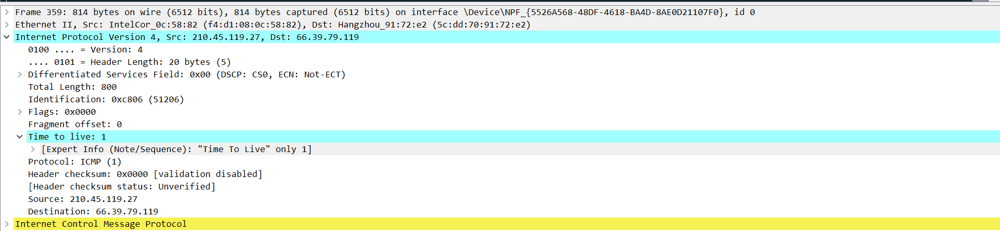 Frame 359: 814 bytes on wire (6512 bits), 814 bytes captured (6512 bits) on interface \Device\NPF_{5526A568-48DF-4618-BA4D-8AE0D21107F0}, id 0
Ethernet II, Src: IntelCor_0c:58:82 (f4:d1:08:0c:58:82), Dst: Hangzhou_91:72:e2 (5c:dd:70:91:72:e2)
Internet Protocol Version 4, Src: 210.45.119.27, Dst: 66.39.79.119
0100 .... = Version: 4
.... 0101 = Header Length: 20 bytes (5)
Differentiated Services Field: 0x00 (DSCP: CS0, ECN: Not-ECT)
Total Length: 800
Identification: 0xc806 (51206)
Flags: 0x0000
Fragment offset: 0
Time to live: 1
[Expert Info (Note/Sequence): "Time To Live" only 1]
Protocol: ICMP (1)
Header checksum: 0x0000 [validation disabled]
[Header checksum status: Unverified]
Source: 210.45.119.27
Destination: 66.39.79.119
Internet Control Message Protocol